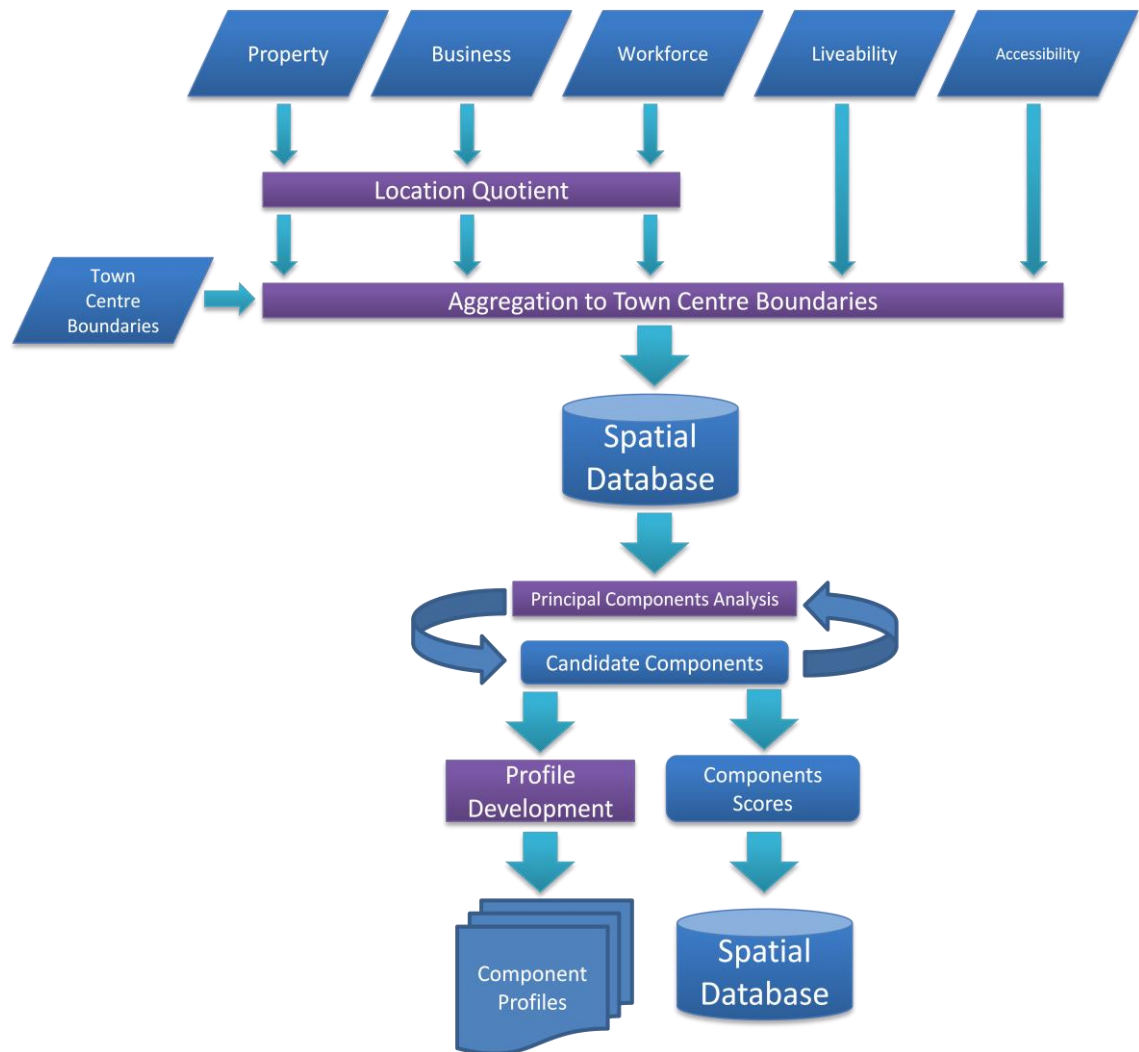 Property
Business
Workforce
Liveability
Accessibility
Location Quotient
Town
Centre
Boundaries
Aggregation to Town Centre Boundaries
Spatial
Database
Principal Components Analysis
Candidate Components
Profile
Development
Components
Scores
Component
Profiles
Spatial
Database